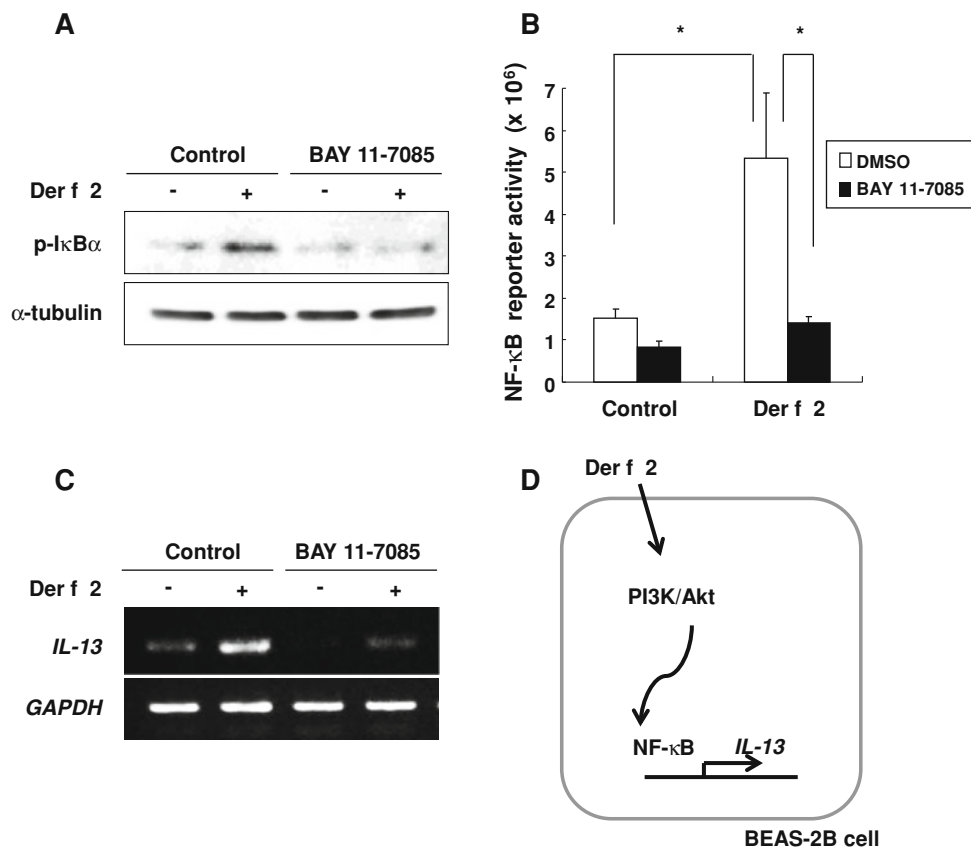 A
Control BAY 11-7085
Der f 2 - + - +
p-IκBα
α-tubulin
B
* *
NF-κB reporter activity (x 10⁶)
7
6
5
4
3
2
1
0
Control Der f 2
DMSO
BAY 11-7085
C
Control BAY 11-7085
Der f 2 - + - +
IL-13
GAPDH
D
Der f 2
PI3K/Akt
NF-κB IL-13
BEAS-2B cell